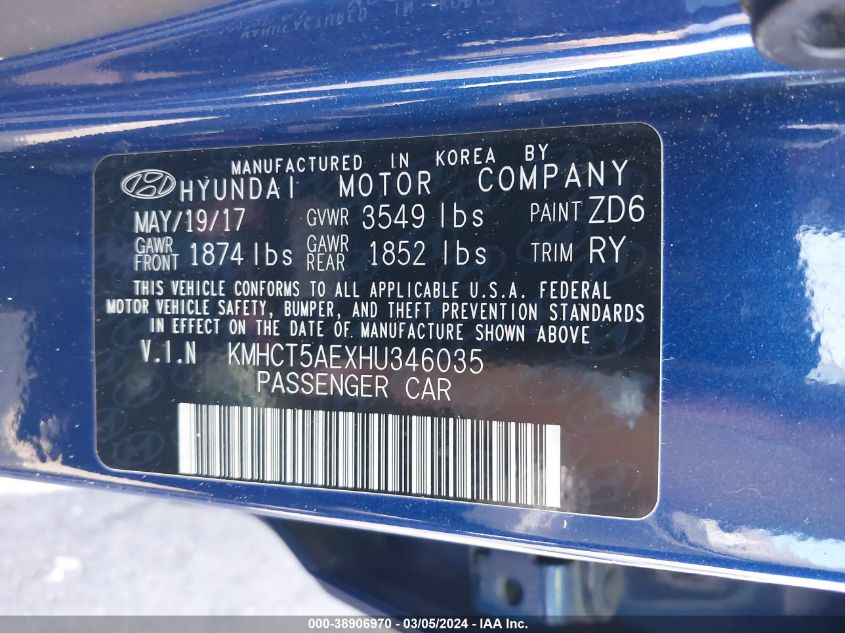 MANUFACTURED IN KOREA BY
HYUNDAI MOTOR COMPANY
MAY/19/17 GVWR 3549 lbs PAINT ZD6
GAWR FRONT 1874 lbs GAWR REAR 1852 lbs TRIM RY
THIS VEHICLE CONFORMS TO ALL APPLICABLE U.S.A. FEDERAL
MOTOR VEHICLE SAFETY, BUMPER, AND THEFT PREVENTION STANDARDS
IN EFFECT ON THE DATE OF MANUFACTURE SHOWN ABOVE
V.I.N KMHCT5AEXHU346035
PASSENGER CAR
000-38906970 - 03/05/2024 - IAA Inc.